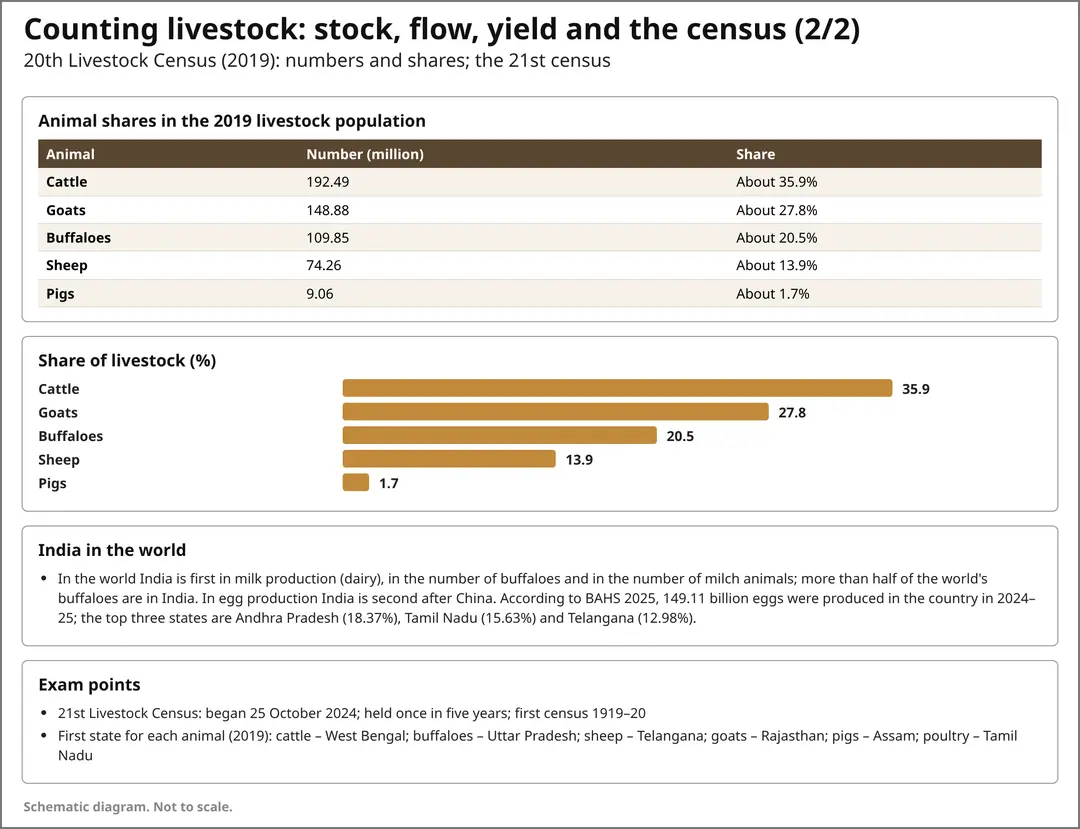 Counting livestock: stock, flow, yield and the census (2/2)
20th Livestock Census (2019): numbers and shares; the 21st census
Animal shares in the 2019 livestock population
Animal Number (million) Share
Cattle 192.49 About 35.9%
Goats 148.88 About 27.8%
Buffaloes 109.85 About 20.5%
Sheep 74.26 About 13.9%
Pigs 9.06 About 1.7%
Share of livestock (%)
Cattle 35.9
Goats 27.8
Buffaloes 20.5
Sheep 13.9
Pigs 1.7
India in the world
• In the world India is first in milk production (dairy), in the number of buffaloes and in the number of milch animals; more than half of the world's
buffaloes are in India. In egg production India is second after China. According to BAHS 2025, 149.11 billion eggs were produced in the country in 2024–
25; the top three states are Andhra Pradesh (18.37%), Tamil Nadu (15.63%) and Telangana (12.98%).
Exam points
• 21st Livestock Census: began 25 October 2024; held once in five years; first census 1919–20
• First state for each animal (2019): cattle – West Bengal; buffaloes – Uttar Pradesh; sheep – Telangana; goats – Rajasthan; pigs – Assam; poultry – Tamil
Nadu
Schematic diagram. Not to scale.